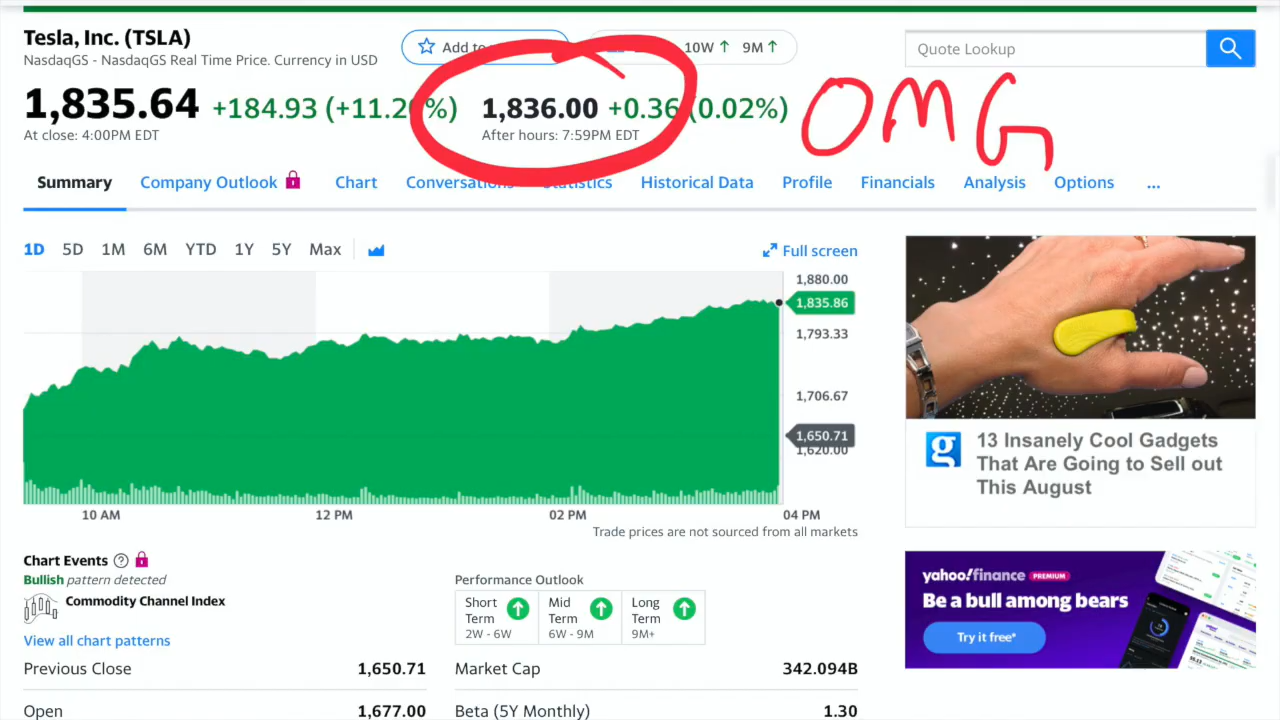 Tesla, Inc. (TSLA)
NasdaqGS - NasdaqGS Real Time Price. Currency in USD
Add to
10W ↑ 9M ↑
Quote Lookup
1,835.64 +184.93 (+11.20%)
At close: 4:00PM EDT
1,836.00 +0.36 (0.02%)
After hours: 7:59PM EDT
OMG
Summary Company Outlook Chart Conversations Statistics Historical Data Profile Financials Analysis Options ...
1D 5D 1M 6M YTD 1Y 5Y Max
Full screen
1,880.00
1,835.86
1,793.33
1,706.67
1,650.71
1,620.00
10 AM 12 PM 02 PM 04 PM
Trade prices are not sourced from all markets
13 Insanely Cool Gadgets
That Are Going to Sell out
This August
g
Chart Events ?
Bullish pattern detected
Commodity Channel Index
View all chart patterns
Performance Outlook
Short
Term
2W - 6W
Mid
Term
6W - 9M
Long
Term
9M+
yahoo!finance PREMIUM
Be a bull among bears
Try it free*
Previous Close 1,650.71
Market Cap 342.094B
Open 1,677.00
Beta (5Y Monthly) 1.30